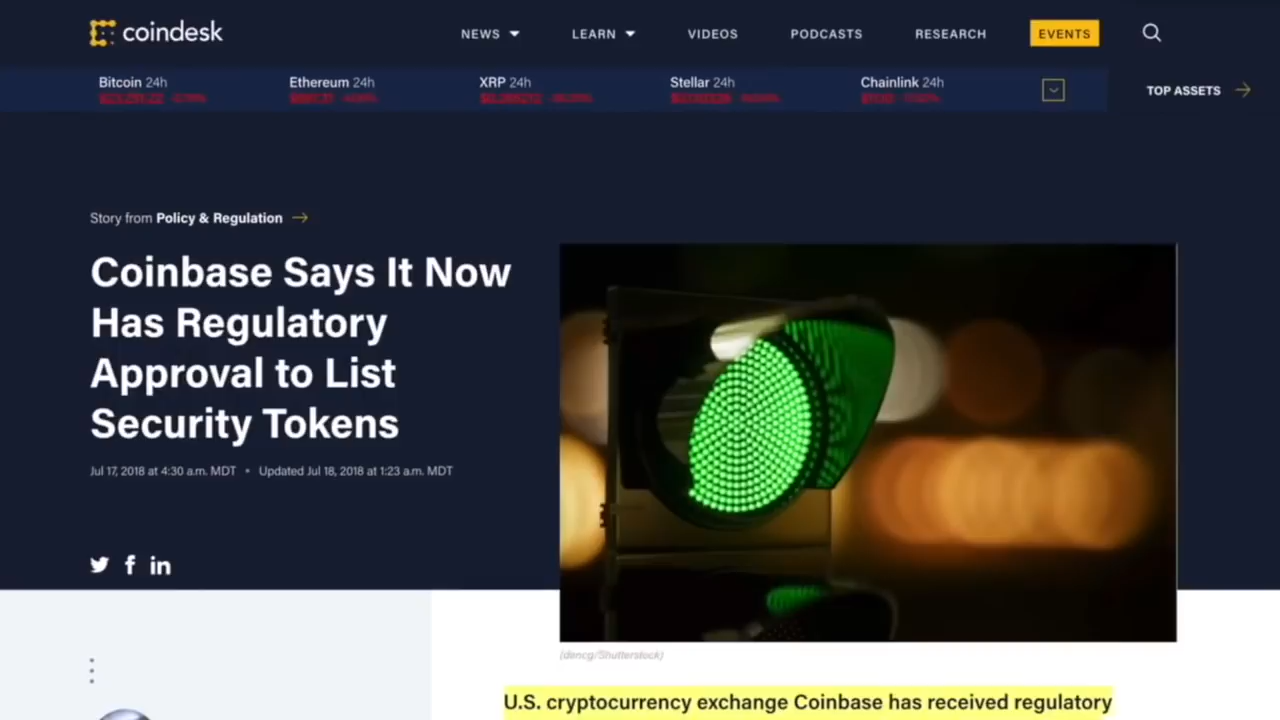 coindesk
NEWS
LEARN
VIDEOS
PODCASTS
RESEARCH
EVENTS
Bitcoin 24h
Ethereum 24h
XRP 24h
Stellar 24h
Chainlink 24h
TOP ASSETS
Story from Policy & Regulation
Coinbase Says It Now
Has Regulatory
Approval to List
Security Tokens
Jul 17, 2018 at 4:30 a.m. MDT • Updated Jul 18, 2018 at 1:23 a.m. MDT
(dencg/Shutterstock)
U.S. cryptocurrency exchange Coinbase has received regulatory